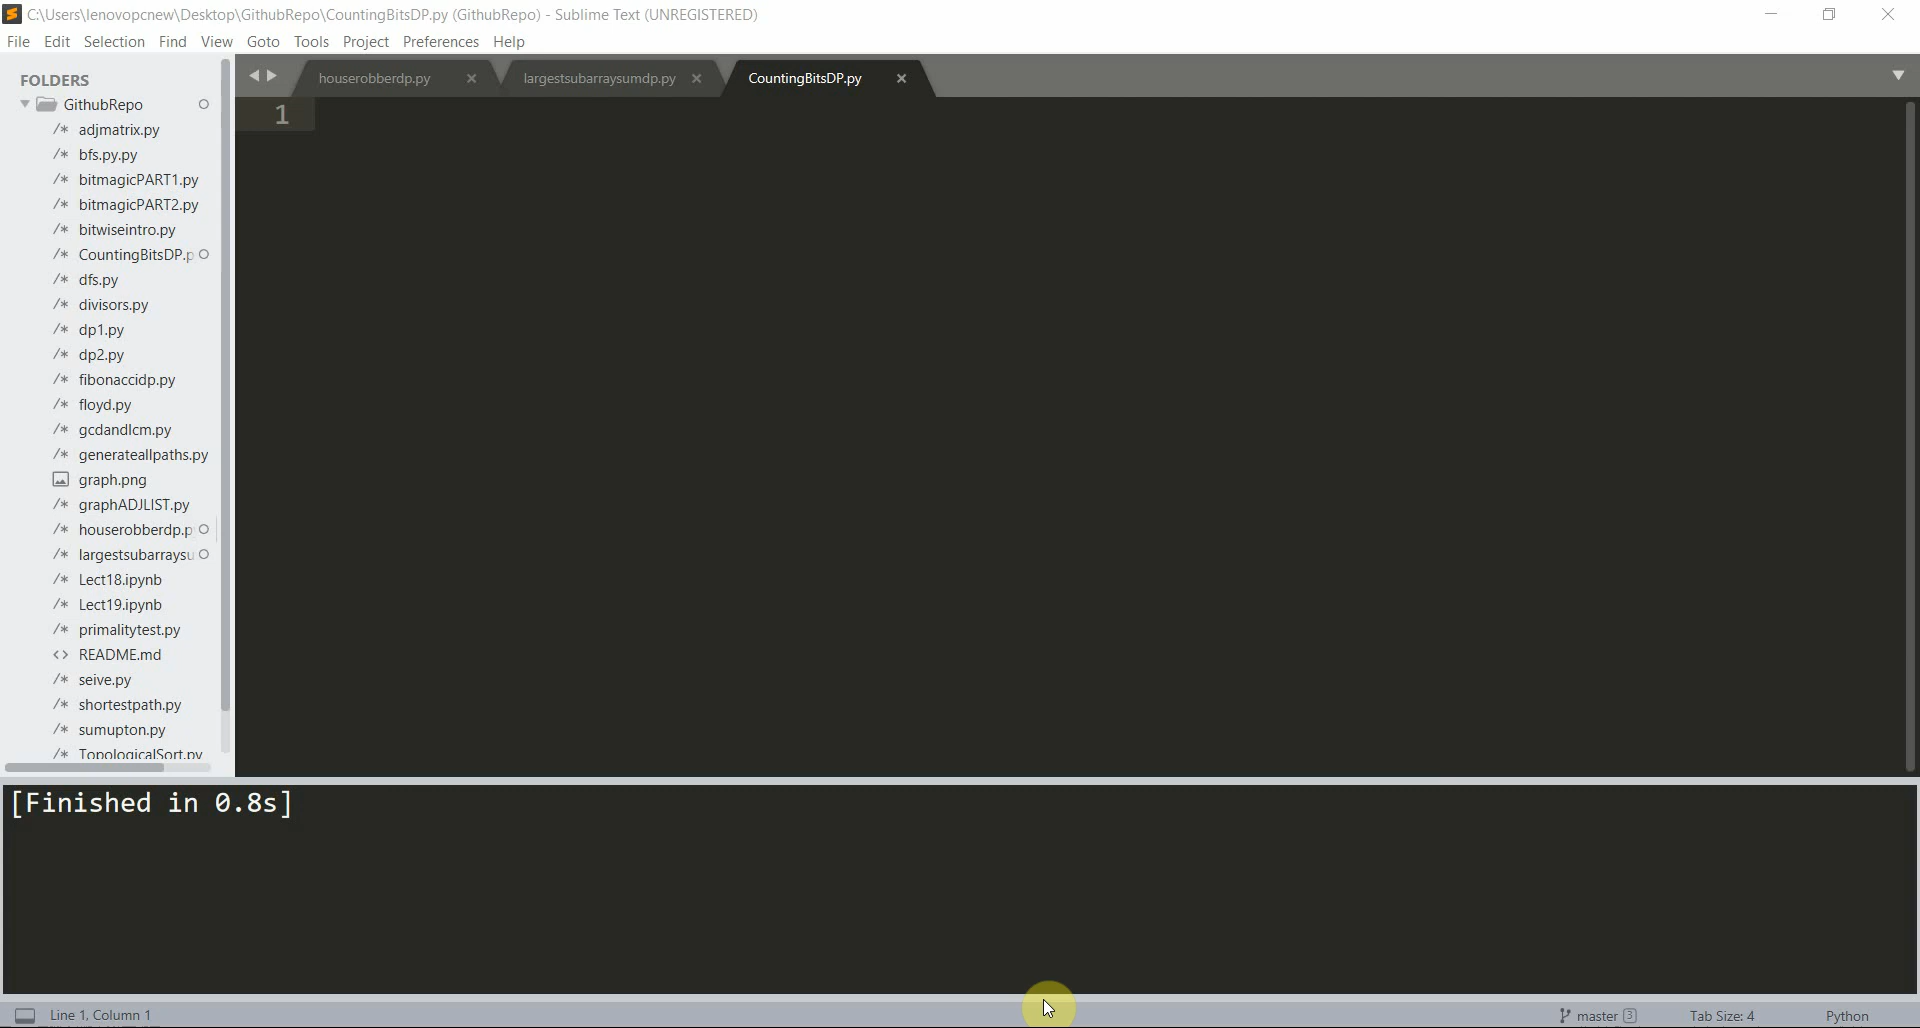 C:\Users\lenovopcnew\Desktop\GithubRepo\CountingBitsDP.py (GithubRepo) - Sublime Text (UNREGISTERED)
File Edit Selection Find View Goto Tools Project Preferences Help
FOLDERS
houserobberdp.py largestsubarraysumdp.py CountingBitsDP.py
GithubRepo
1
/* adjmatrix.py
/* bfs.py.py
/* bitmagicPART1.py
/* bitmagicPART2.py
/* bitwiseintro.py
/* CountingBitsDP.p
/* dfs.py
/* divisors.py
/* dp1.py
/* dp2.py
/* fibonaccidp.py
/* floyd.py
/* gcdandlcm.py
/* generateallpaths.py
graph.png
/* graphADJLIST.py
/* houserobberdp.p
/* largestsubarraysu
/* Lect18.ipynb
/* Lect19.ipynb
/* primalitytest.py
<> README.md
/* seive.py
/* shortestpath.py
/* sumupton.py
/* TopologicalSort.py
[Finished in 0.8s]
Line 1, Column 1 master 3 Tab Size: 4 Python